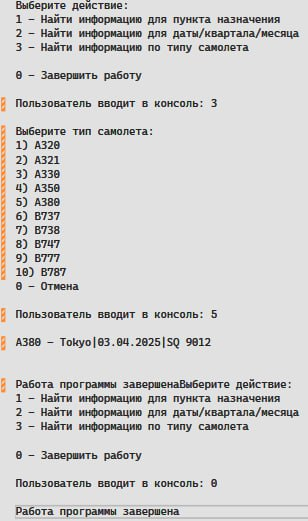 Выберите действие:
1 – Найти информацию для пункта назначения
2 – Найти информацию для даты/квартала/месяца
3 – Найти информацию по типу самолета
0 – Завершить работу
Пользователь вводит в консоль: 3
Выберите тип самолета:
1) A320
2) A321
3) A330
4) A350
5) A380
6) B737
7) B738
8) B747
9) B777
10) B787
0 – Отмена
Пользователь вводит в консоль: 5
A380 – Tokyo|03.04.2025|SQ 9012
Работа программы завершенаВыберите действие:
1 – Найти информацию для пункта назначения
2 – Найти информацию для даты/квартала/месяца
3 – Найти информацию по типу самолета
0 – Завершить работу
Пользователь вводит в консоль: 0
Работа программы завершена